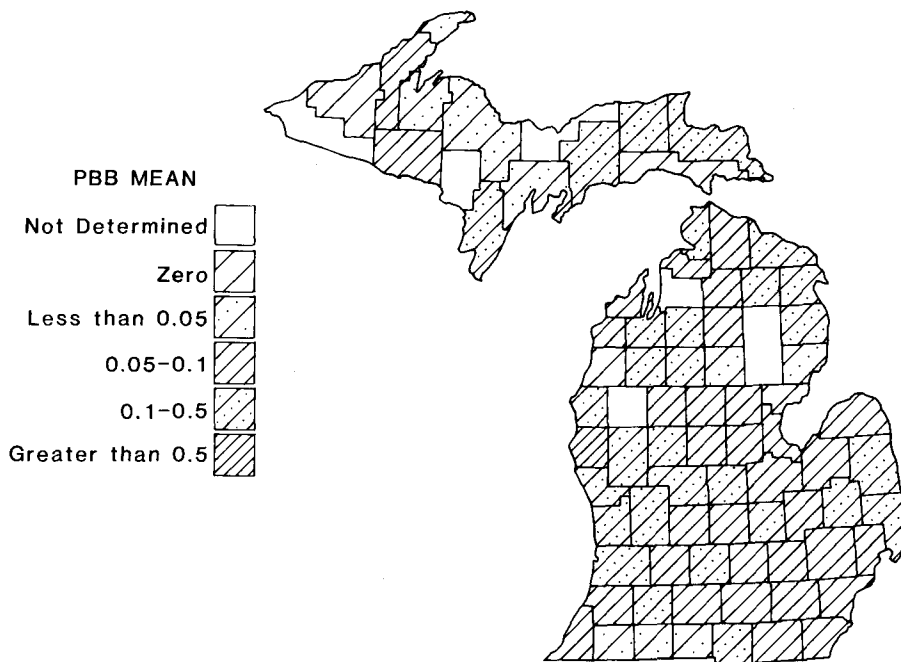 PBB MEAN
Not Determined
Zero
Less than 0.05
0.05-0.1
0.1-0.5
Greater than 0.5